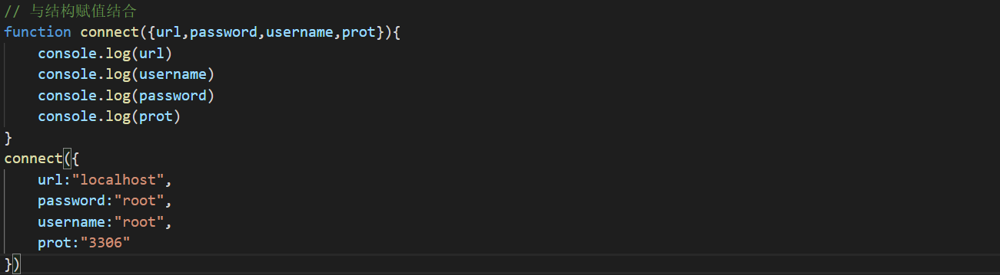 // 与结构赋值结合
function connect({url,password,username,prot}){
    console.log(url)
    console.log(username)
    console.log(password)
    console.log(prot)
}
connect({
    url:"localhost",
    password:"root",
    username:"root",
    prot:"3306"
})